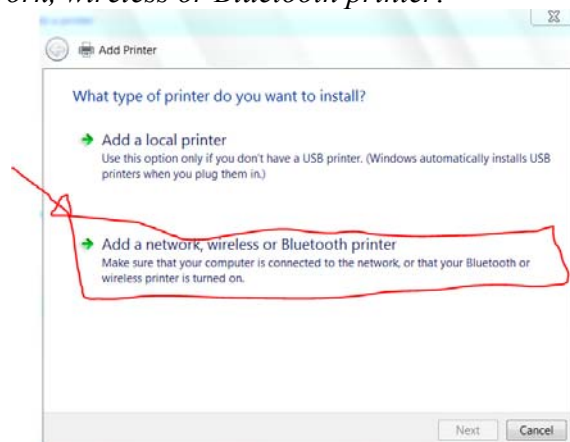 ork, wireless or Bluetooth printer.
Add Printer
What type of printer do you want to install?
Add a local printer
Use this option only if you don't have a USB printer. (Windows automatically installs USB
printers when you plug them in.)
Add a network, wireless or Bluetooth printer
Make sure that your computer is connected to the network, or that your Bluetooth or
wireless printer is turned on.
Next
Cancel